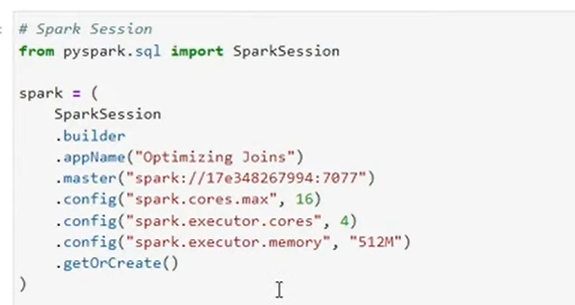 # Spark Session
from pyspark.sql import SparkSession
spark = (
    SparkSession
    .builder
    .appName("Optimizing Joins")
    .master("spark://17e348267994:7077")
    .config("spark.cores.max", 16)
    .config("spark.executor.cores", 4)
    .config("spark.executor.memory", "512M")
    .getOrCreate()
)